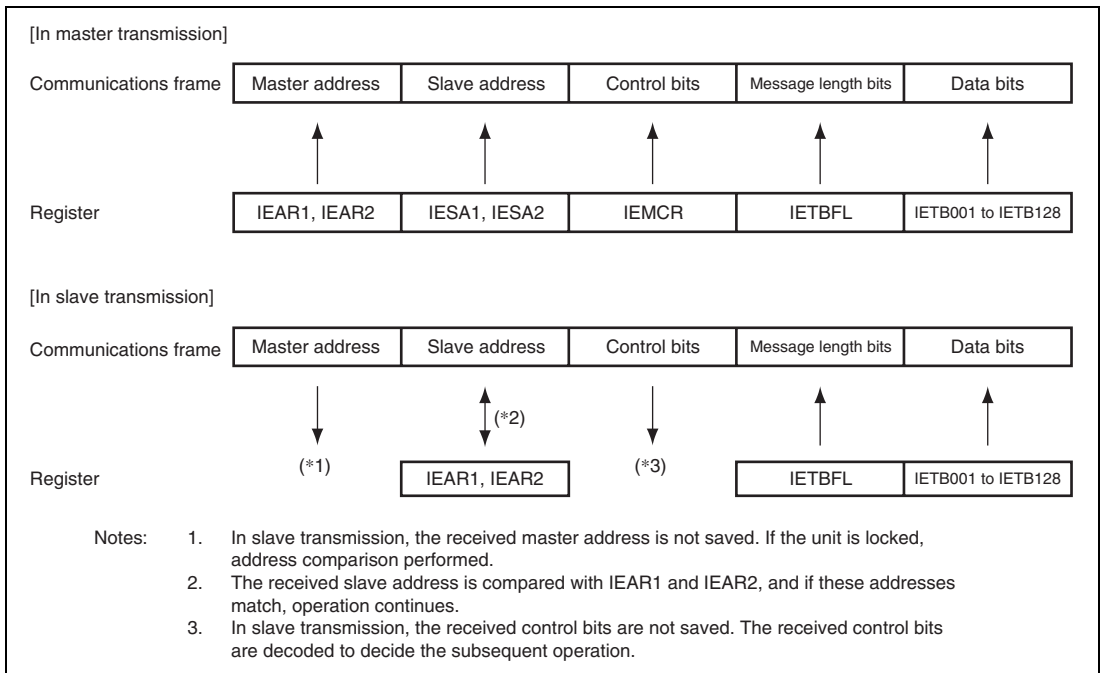 [In master transmission]
Communications frame Master address Slave address Control bits Message length bits Data bits
Register IEAR1, IEAR2 IESA1, IESA2 IEMCR IETBFL IETB001 to IETB128
[In slave transmission]
Communications frame Master address Slave address Control bits Message length bits Data bits
(*2)
Register (*1) IEAR1, IEAR2 (*3) IETBFL IETB001 to IETB128
Notes: 1. In slave transmission, the received master address is not saved. If the unit is locked,
address comparison performed.
2. The received slave address is compared with IEAR1 and IEAR2, and if these addresses
match, operation continues.
3. In slave transmission, the received control bits are not saved. The received control bits
are decoded to decide the subsequent operation.